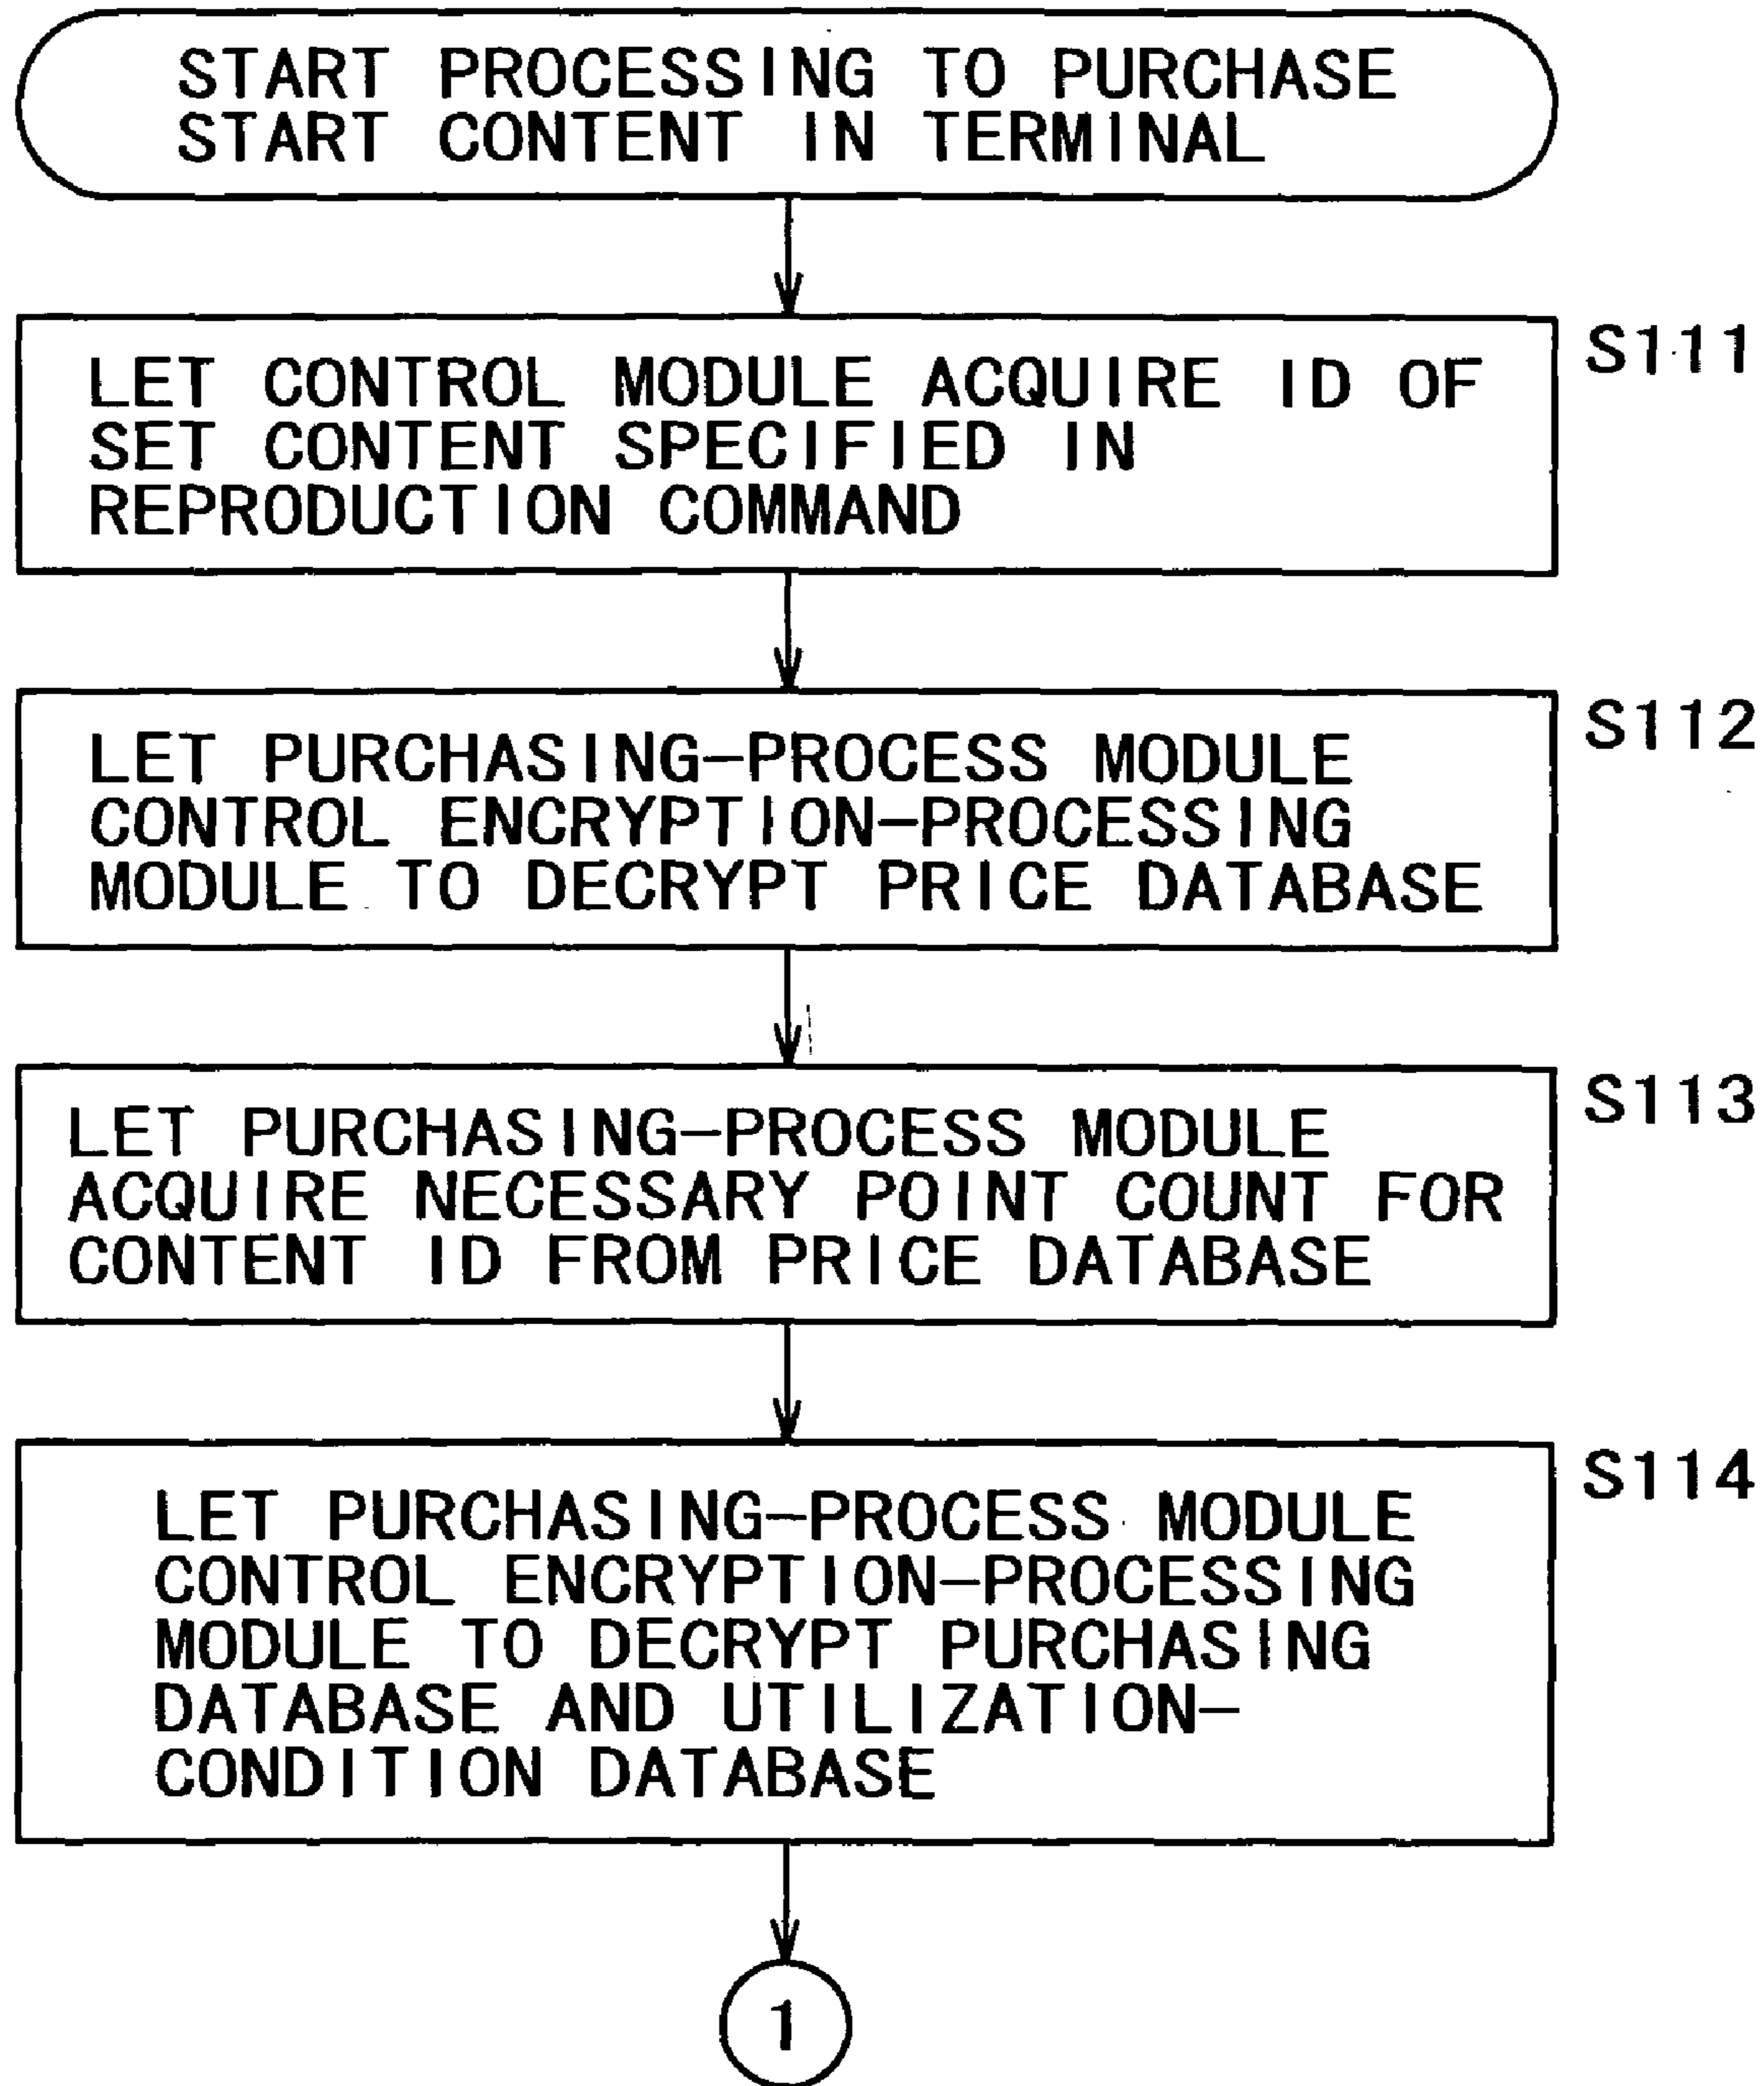 START PROCESSING TO PURCHASE
START CONTENT IN TERMINAL
S111
LET CONTROL MODULE ACQUIRE ID OF
SET CONTENT SPECIFIED IN
REPRODUCTION COMMAND
S112
LET PURCHASING-PROCESS MODULE
CONTROL ENCRYPTION-PROCESSING
MODULE TO DECRYPT PRICE DATABASE
S113
LET PURCHASING-PROCESS MODULE
ACQUIRE NECESSARY POINT COUNT FOR
CONTENT ID FROM PRICE DATABASE
S114
LET PURCHASING-PROCESS MODULE
CONTROL ENCRYPTION-PROCESSING
MODULE TO DECRYPT PURCHASING
DATABASE AND UTILIZATION-
CONDITION DATABASE
1